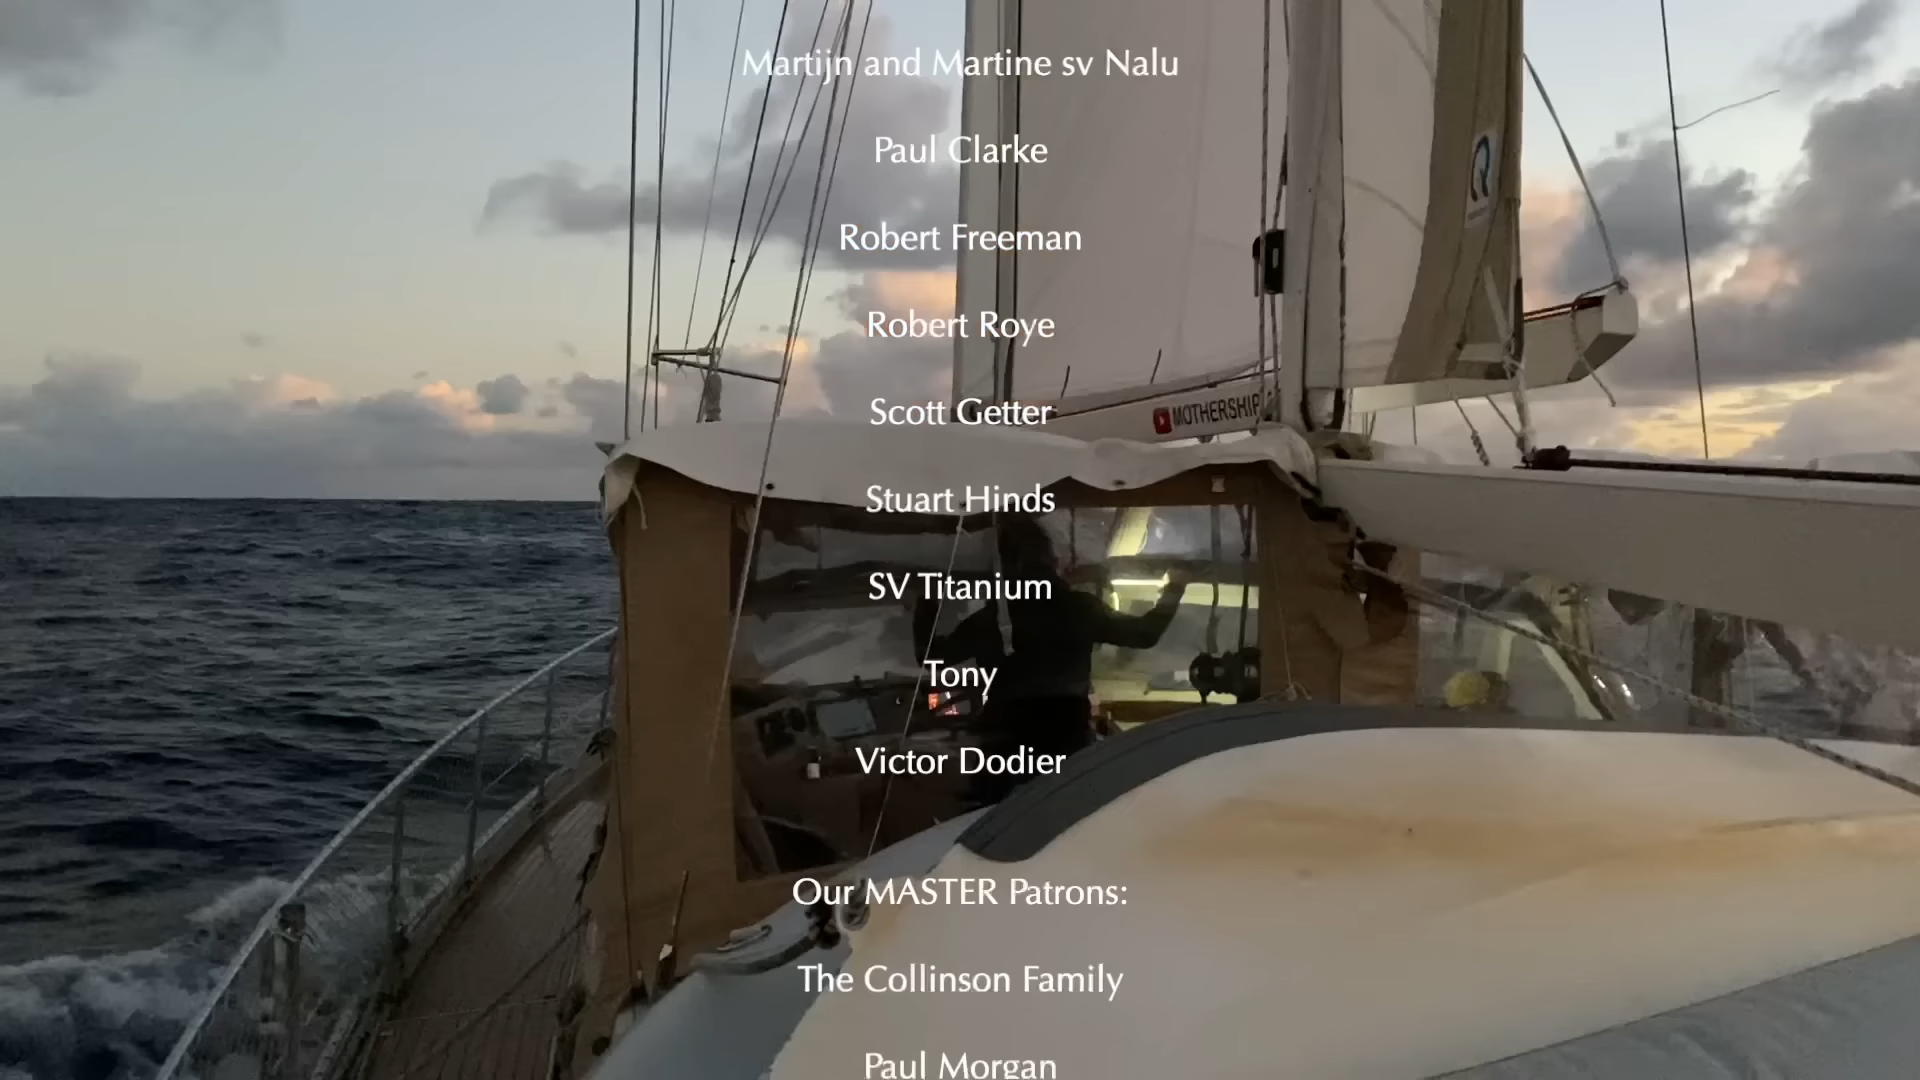 Martijn and Martine sv Nalu
Paul Clarke
Robert Freeman
Robert Roye
Scott Getter
MOTHERSHIP
Stuart Hinds
SV Titanium
Tony
Victor Dodier
Our MASTER Patrons:
The Collinson Family
Paul Morgan